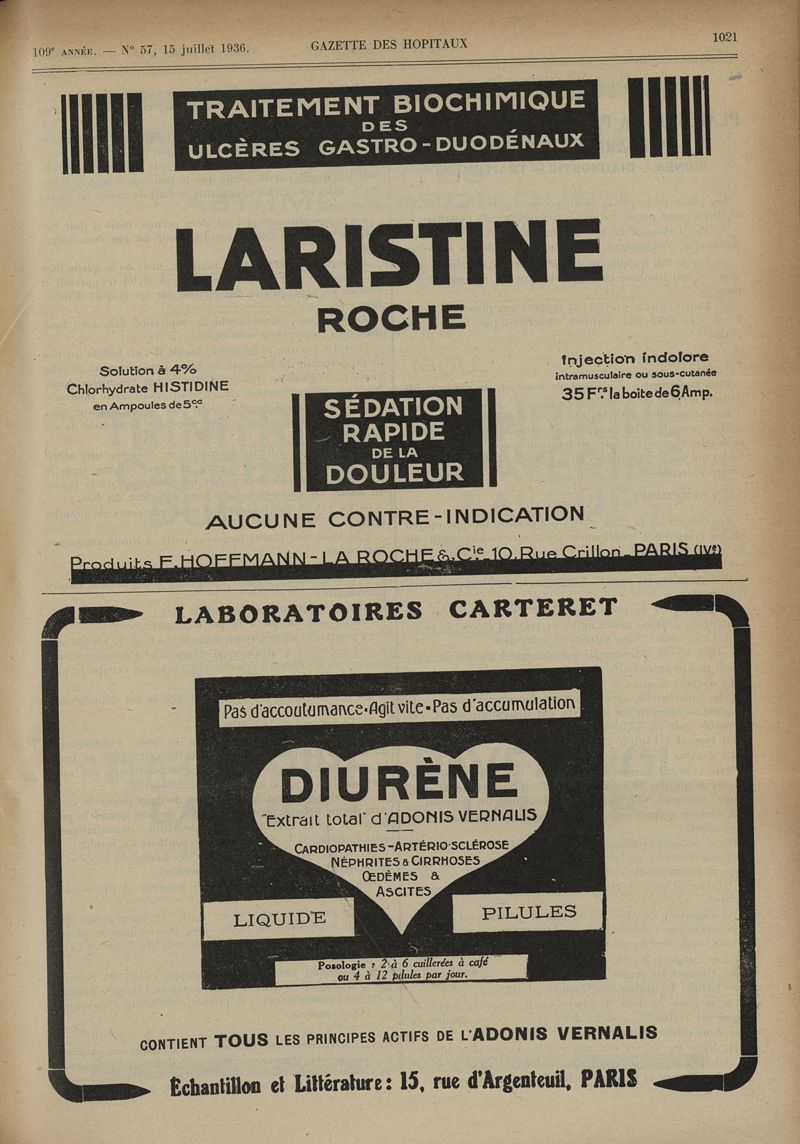 109e ANNÉE. — N° 57, 15 juillet 1936.
GAZETTE DES HOPITAUX
1021
TRAITEMENT BIOCHIMIQUE
DES
ULCÈRES GASTRO-DUODÉNAUX
LARISTINE
ROCHE
Solution à 4%
Chlorhydrate HISTIDINE
en Ampoules de 5cc.
Injection indolore
intramusculaire ou sous-cutanée
35 Frs. la boite de 6 Amp.
SÉDATION
RAPIDE
DE LA
DOULEUR
AUCUNE CONTRE-INDICATION
Produits F. HOFFMANN-LA ROCHE & Cie 10, Rue Crillon-PARIS (IVe)
LABORATOIRES CARTERET
Pas d'accoutumance-Agit vite-Pas d'accumulation
DIURÈNE
"Extrait total" d'ADONIS VERNALIS
CARDIOPATHIES-ARTÉRIO-SCLÉROSE
NÉPHRITES & CIRRHOSES
ŒDÈMES &
ASCITES
LIQUIDE
PILULES
Posologie : 2 à 6 cuillerées à café
ou 4 à 12 pilules par jour.
CONTIENT TOUS LES PRINCIPES ACTIFS DE L'ADONIS VERNALIS
Échantillon et Littérature : 15, rue d'Argenteuil, PARIS